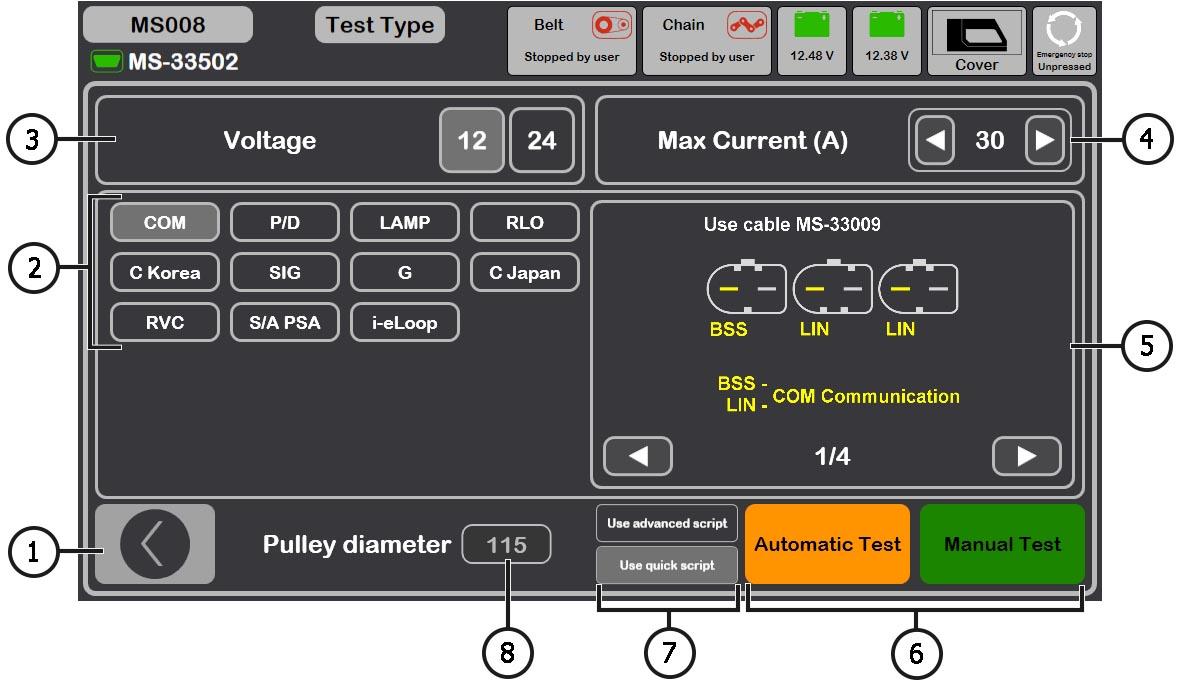 MS008
Test Type
MS-33502
Belt
Stopped by user
Chain
Stopped by user
12.48 V
12.38 V
Cover
Emergency stop
Unpressed
3
Voltage
12
24
Max Current (A)
30
4
2
COM
P/D
LAMP
RLO
C Korea
SIG
G
C Japan
RVC
S/A PSA
i-eLoop
Use cable MS-33009
BSS
LIN
LIN
BSS -
LIN - COM Communication
1/4
5
1
Pulley diameter
115
Use advanced script
Use quick script
Automatic Test
Manual Test
8
7
6